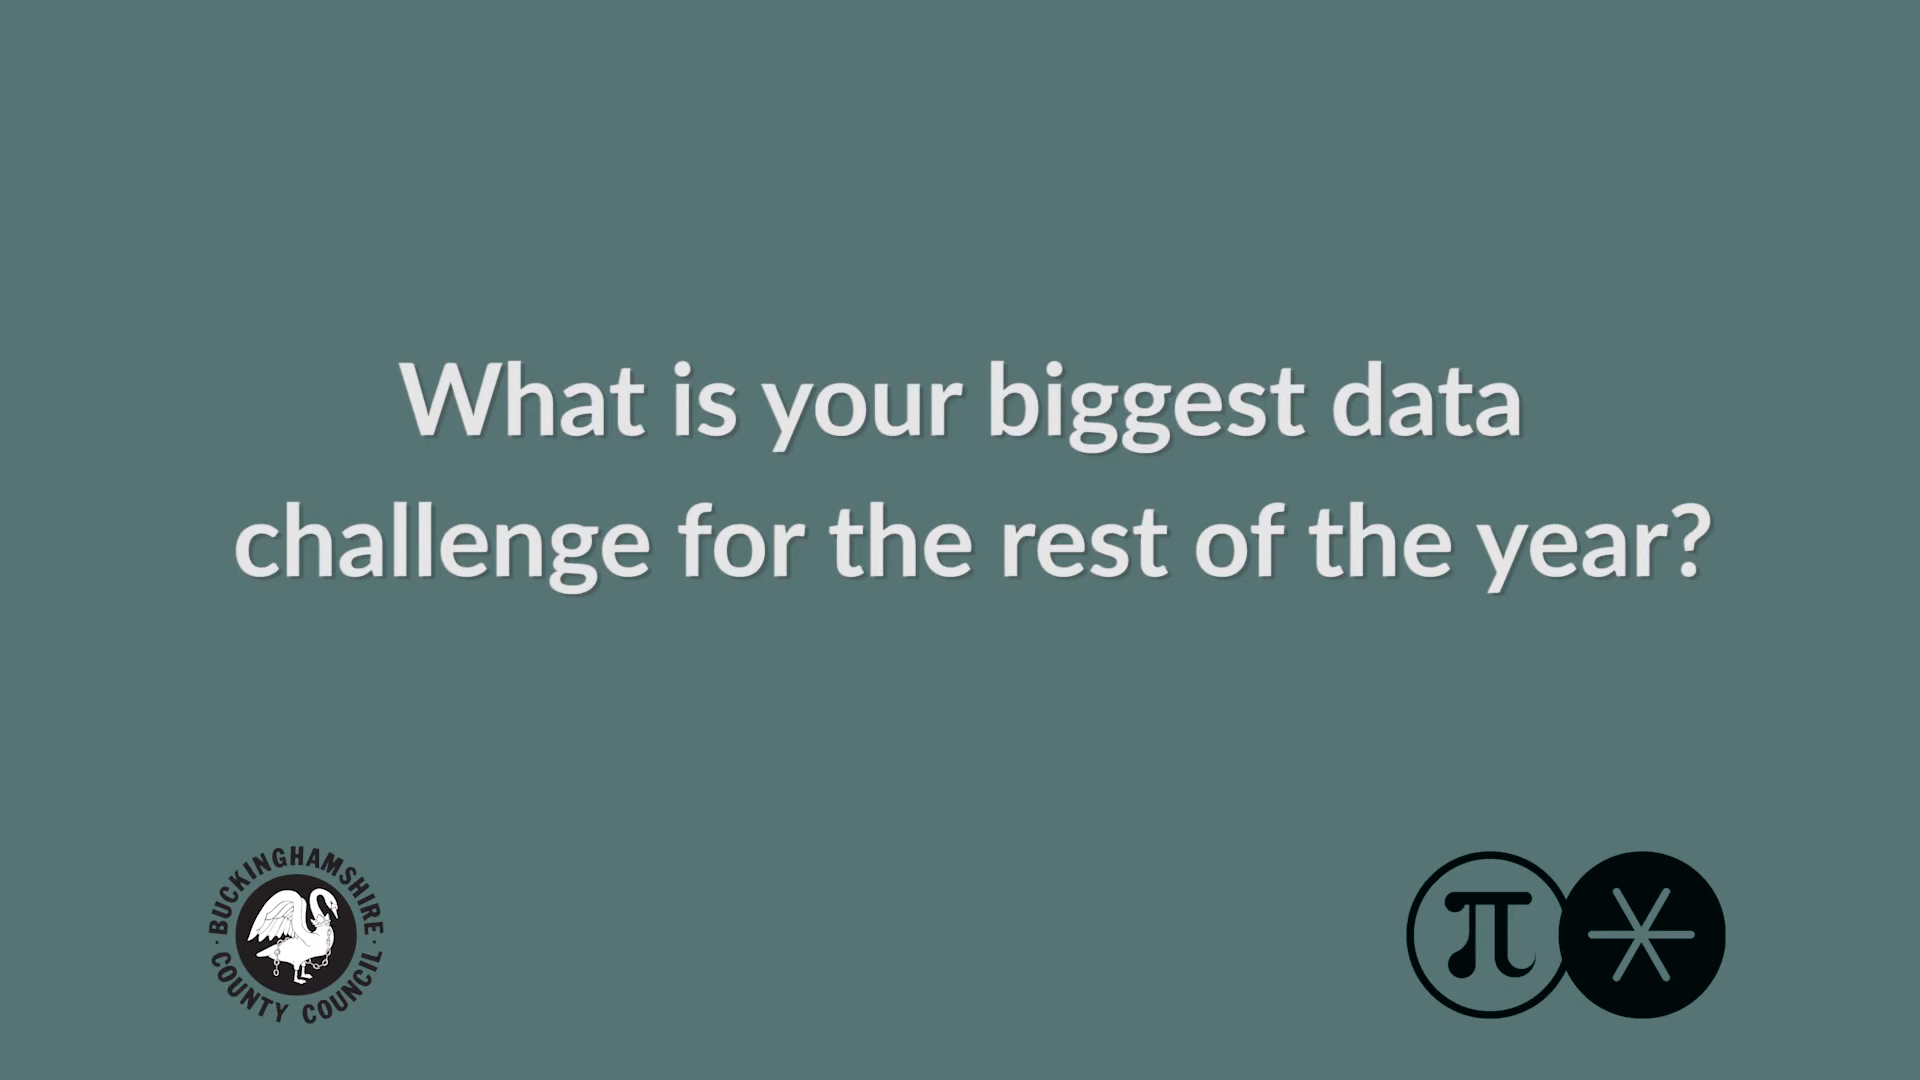 What is your biggest data
challenge for the rest of the year?
BUCKINGHAMSHIRE
· COUNTY COUNCIL ·
π